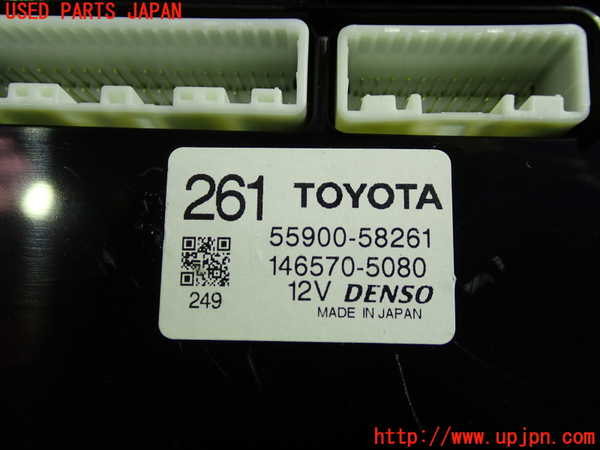 USED PARTS JAPAN
261 TOYOTA
55900-58261
146570-5080
249
12V DENSO
MADE IN JAPAN
http://www.upjpn.com/